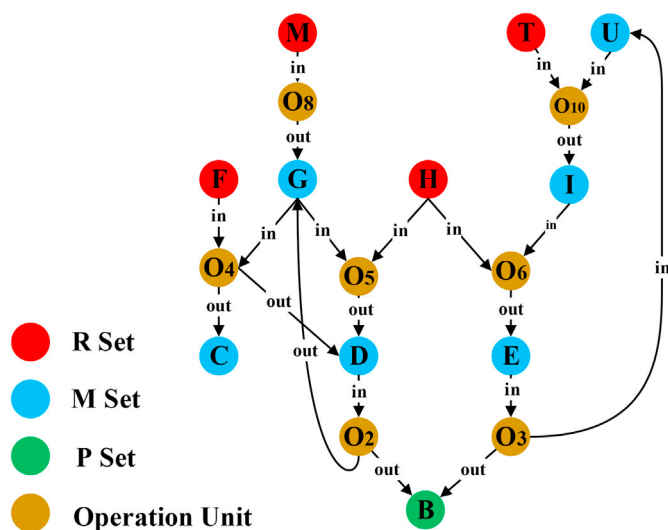 M
T
U
in
in
in
O8
O10
out
out
F
G
H
I
in
in
in
in
in
in
in
O4
O5
O6
out
out
out
out
out
C
D
E
in
in
O2
O3
out
out
B
R Set
M Set
P Set
Operation Unit